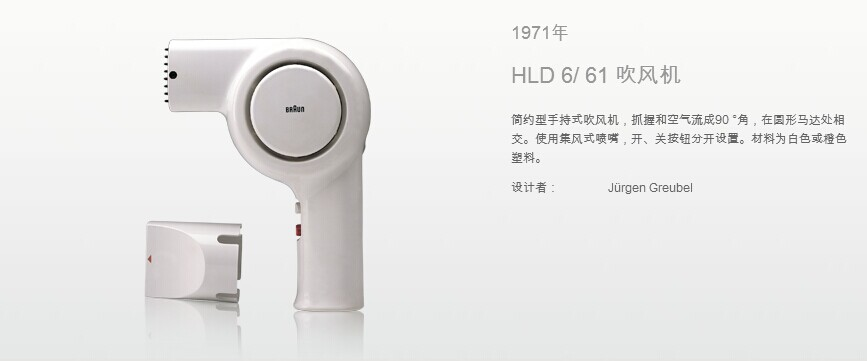 1971年
HLD 6/ 61 吹风机
BRAUN
简约型手持式吹风机，抓握和空气流成90 °角，在圆形马达处相
交。使用集风式喷嘴，开、关按钮分开设置。材料为白色或橙色
塑料。
设计者： Jürgen Greubel